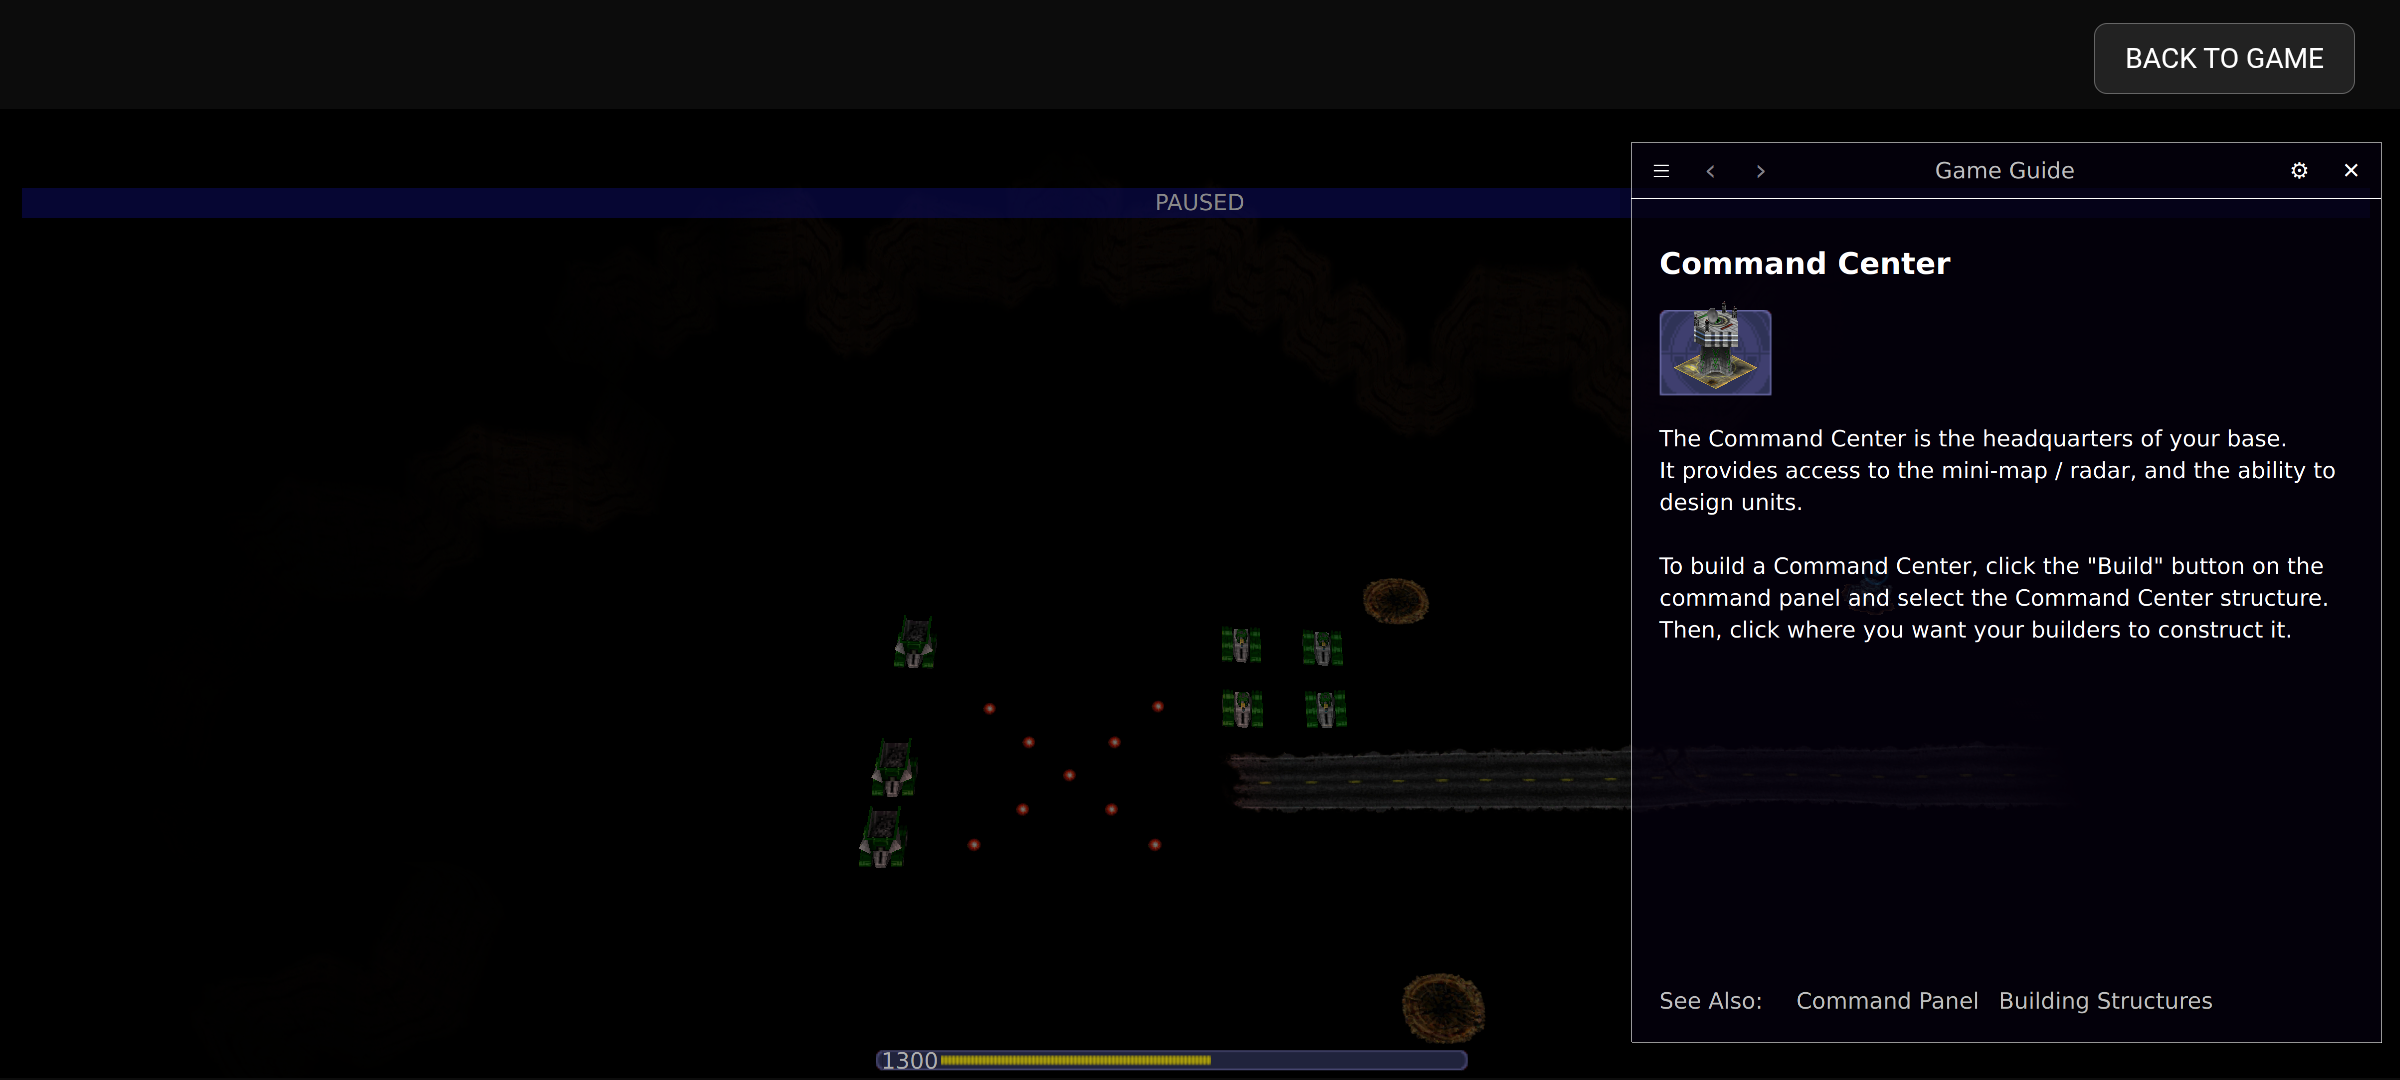 BACK TO GAME
Game Guide
PAUSED
Command Center
The Command Center is the headquarters of your base.
It provides access to the mini-map / radar, and the ability to
design units.
To build a Command Center, click the "Build" button on the
command panel and select the Command Center structure.
Then, click where you want your builders to construct it.
See Also: Command Panel Building Structures
1300